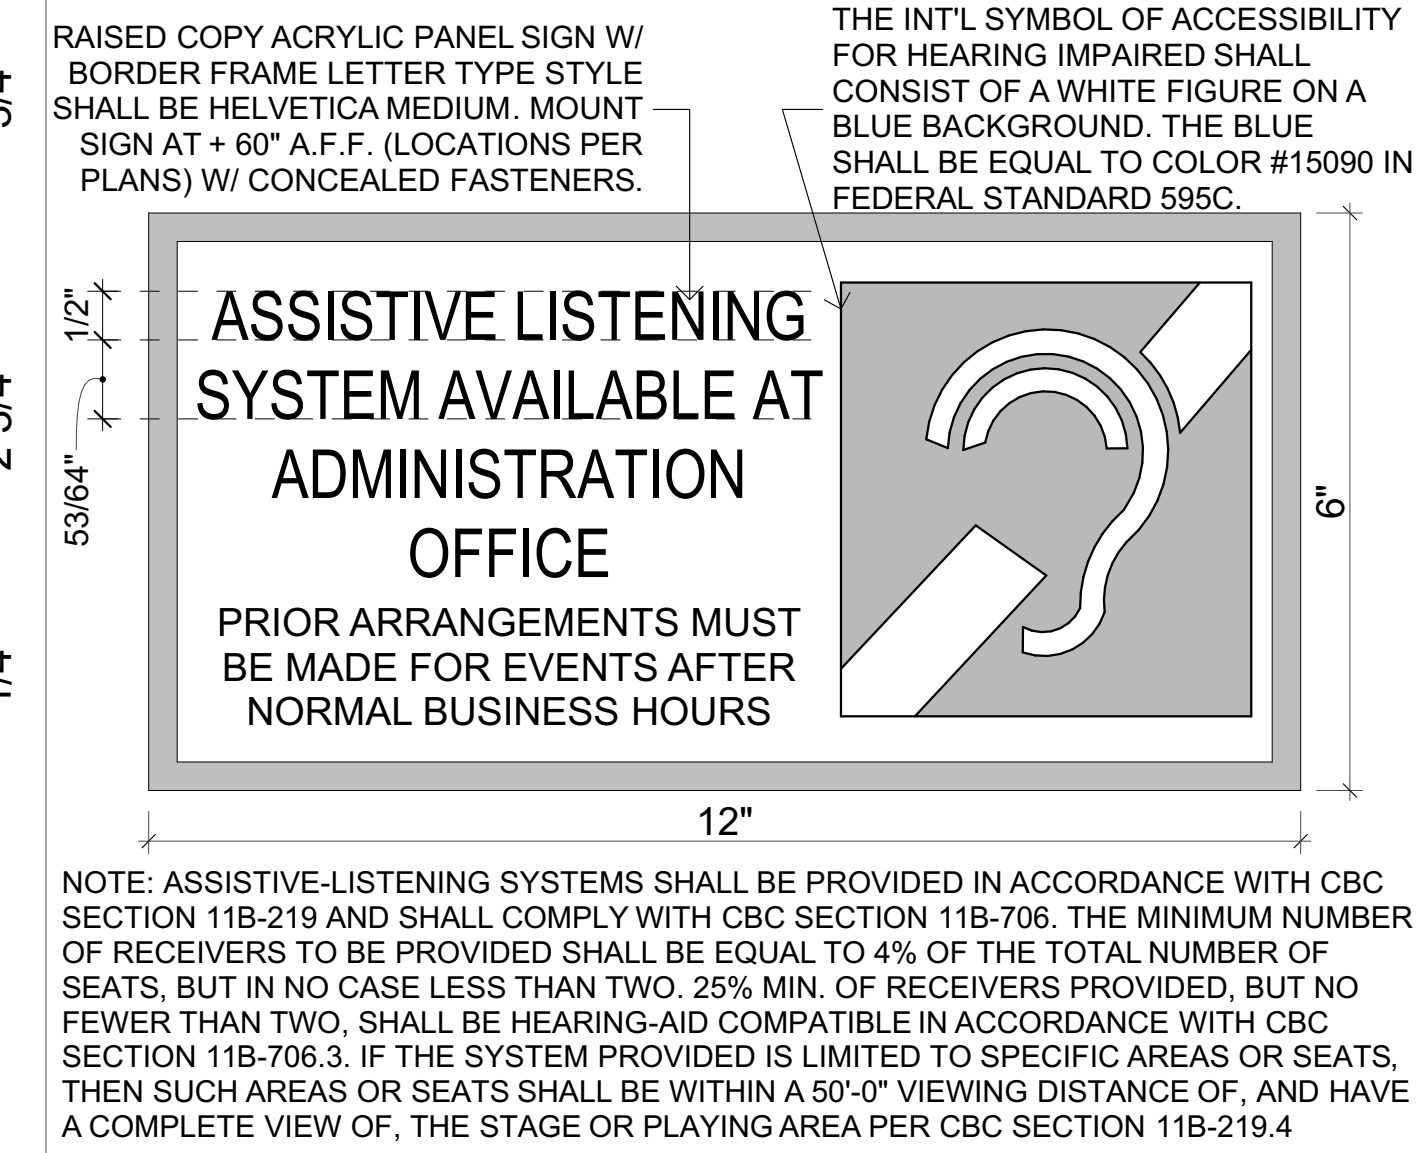 RAISED COPY ACRYLIC PANEL SIGN W/
BORDER FRAME LETTER TYPE STYLE
SHALL BE HELVETICA MEDIUM. MOUNT
SIGN AT + 60" A.F.F. (LOCATIONS PER
PLANS) W/ CONCEALED FASTENERS.
THE INT'L SYMBOL OF ACCESSIBILITY
FOR HEARING IMPAIRED SHALL
CONSIST OF A WHITE FIGURE ON A
BLUE BACKGROUND. THE BLUE
SHALL BE EQUAL TO COLOR #15090 IN
FEDERAL STANDARD 595C.
1/2"
53/64"
ASSISTIVE LISTENING
SYSTEM AVAILABLE AT
ADMINISTRATION
OFFICE
PRIOR ARRANGEMENTS MUST
BE MADE FOR EVENTS AFTER
NORMAL BUSINESS HOURS
6"
12"
NOTE: ASSISTIVE-LISTENING SYSTEMS SHALL BE PROVIDED IN ACCORDANCE WITH CBC
SECTION 11B-219 AND SHALL COMPLY WITH CBC SECTION 11B-706. THE MINIMUM NUMBER
OF RECEIVERS TO BE PROVIDED SHALL BE EQUAL TO 4% OF THE TOTAL NUMBER OF
SEATS, BUT IN NO CASE LESS THAN TWO. 25% MIN. OF RECEIVERS PROVIDED, BUT NO
FEWER THAN TWO, SHALL BE HEARING-AID COMPATIBLE IN ACCORDANCE WITH CBC
SECTION 11B-706.3. IF THE SYSTEM PROVIDED IS LIMITED TO SPECIFIC AREAS OR SEATS,
THEN SUCH AREAS OR SEATS SHALL BE WITHIN A 50'-0" VIEWING DISTANCE OF, AND HAVE
A COMPLETE VIEW OF, THE STAGE OR PLAYING AREA PER CBC SECTION 11B-219.4